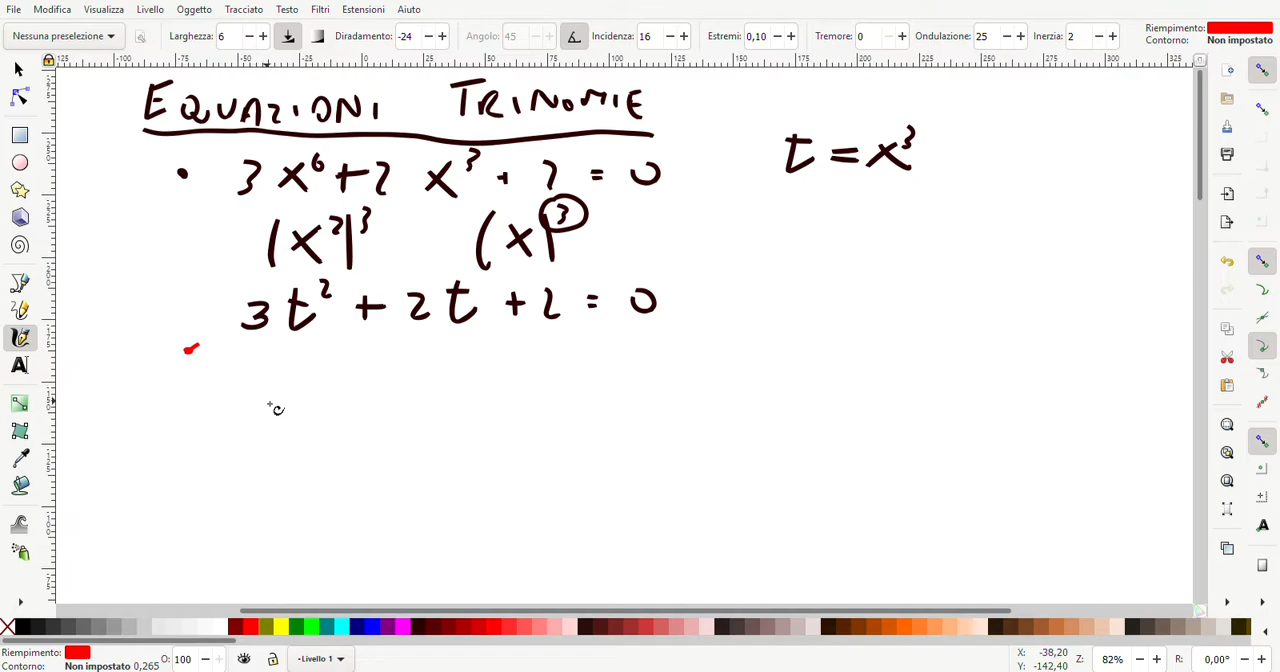 File Modifica Visualizza Livello Oggetto Tracciato Testo Filtri Estensioni Aiuto
Nessuna preselezione Larghezza: 6 − + Diradamento: -24 − + Angolo: 45 − + Incidenza: 16 − + Estremi: 0,10 − + Tremore: 0 − + Ondulazione: 25 − + Inerzia: 2 − + Riempimento:
Contorno: Non impostato
EQUAZIONI TRINOMIE
t = x³
• 3x⁶ + 2x³ + 2 = 0
(x²)³ (x)³
3t² + 2t + 2 = 0
Riempimento: O: 100 − + •Livello 1 X: -38,20 Z: 82% − + R: 0,00° − +
Contorno: Non impostato 0,265 Y: -142,40